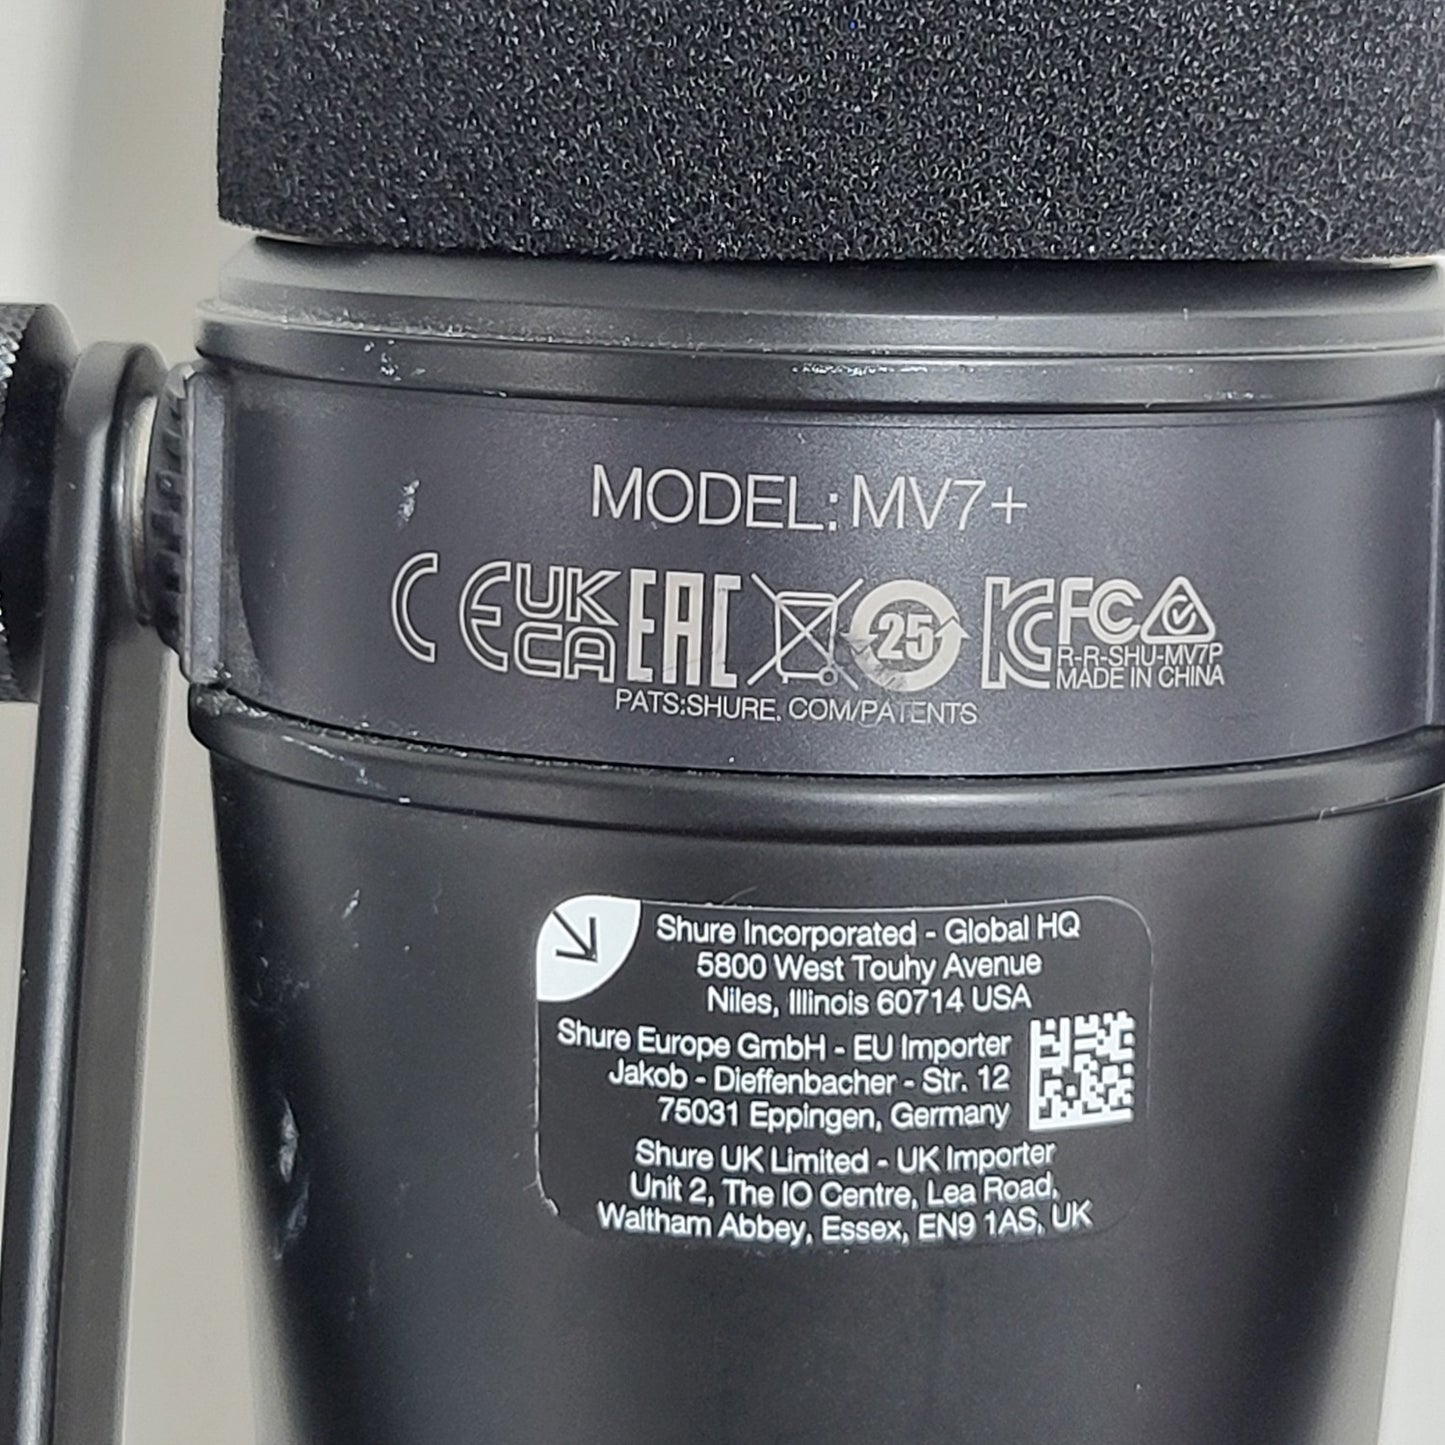 MODEL: MV7+
CE UK CA EAC 25 KC FC
R-R-SHU-MV7P
MADE IN CHINA
PATS:SHURE. COM/PATENTS
Shure Incorporated - Global HQ
5800 West Touhy Avenue
Niles, Illinois 60714 USA
Shure Europe GmbH - EU Importer
Jakob - Dieffenbacher - Str. 12
75031 Eppingen, Germany
Shure UK Limited - UK Importer
Unit 2, The IO Centre, Lea Road,
Waltham Abbey, Essex, EN9 1AS, UK